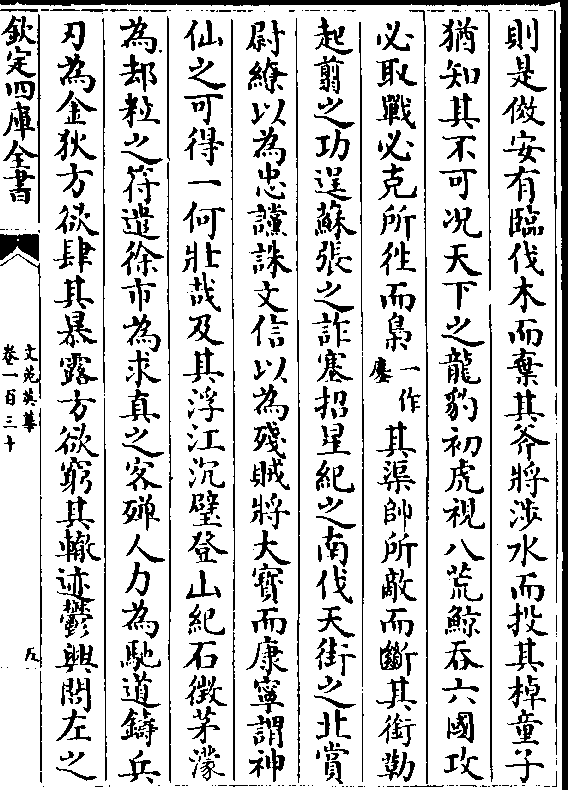 則是儆安有臨伐木而棄其斧將涉水而投其棹童子
猶知其不可況天下之龍豹初虎視八荒鯨吞六國攻
必取戰必克所徃而梟一作鏖其渠帥所敵而斷其銜勒
起翦之功逞蘇張之詐塞招星紀之南伐天街之北賞
尉繚以為忠讜誅文信以為殘賊將大寳而康寧謂神
仙之可得一何壯哉及其浮江沉璧登山紀石徴茅濛
為却粒之符遣徐市為求真之客殫人力為馳道鑄兵
刃為金狄方欲肆其暴露方欲窮其轍迹鬱興閭左之
欽定四庫全書
文苑英華
卷一百三十